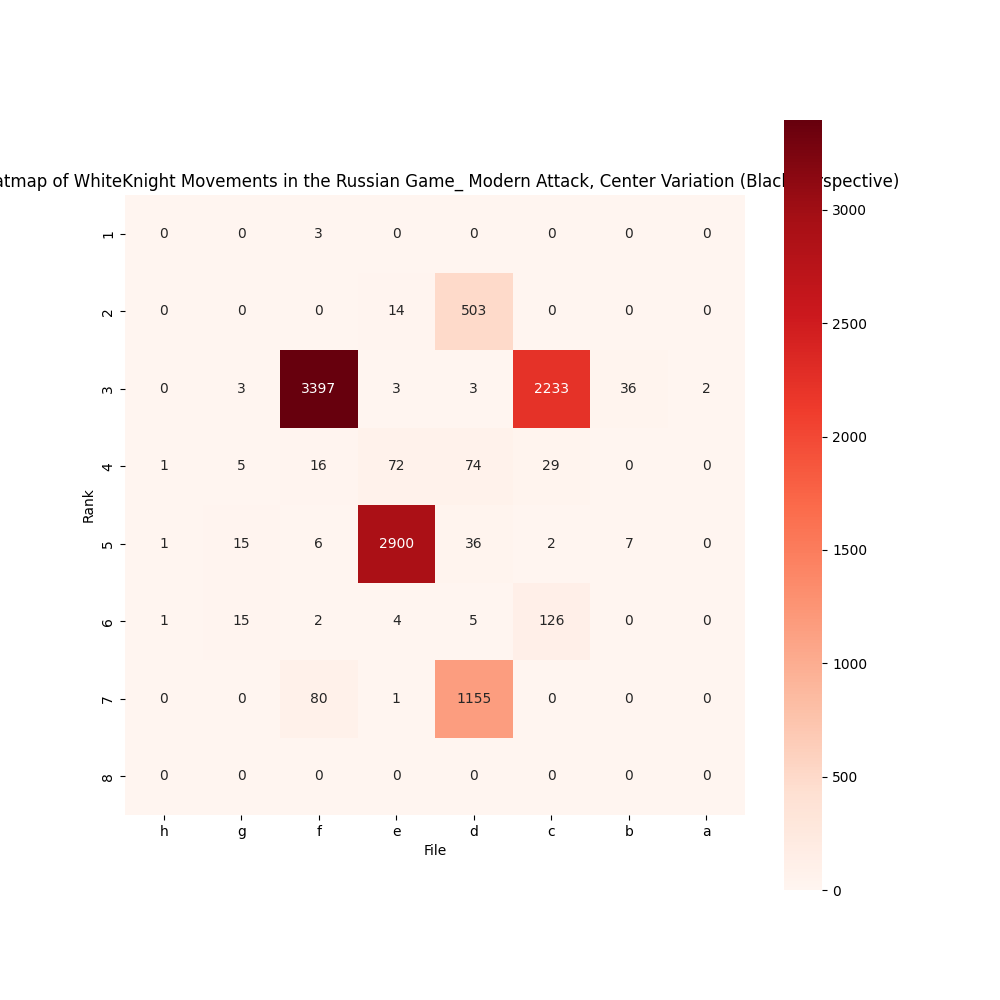 atmap of WhiteKnight Movements in the Russian Game_ Modern Attack, Center Variation (Black spective)
3000
1 0 0 3 0 0 0 0 0
2 0 0 0 14 503 0 0 0
2500
3 0 3 3397 3 3 2233 36 2
2000
4 1 5 16 72 74 29 0 0
Rank
5 1 15 6 2900 36 2 7 0
1500
6 1 15 2 4 5 126 0 0
1000
7 0 0 80 1 1155 0 0 0
8 0 0 0 0 0 0 0 0
500
h g f e d c b a
File
0